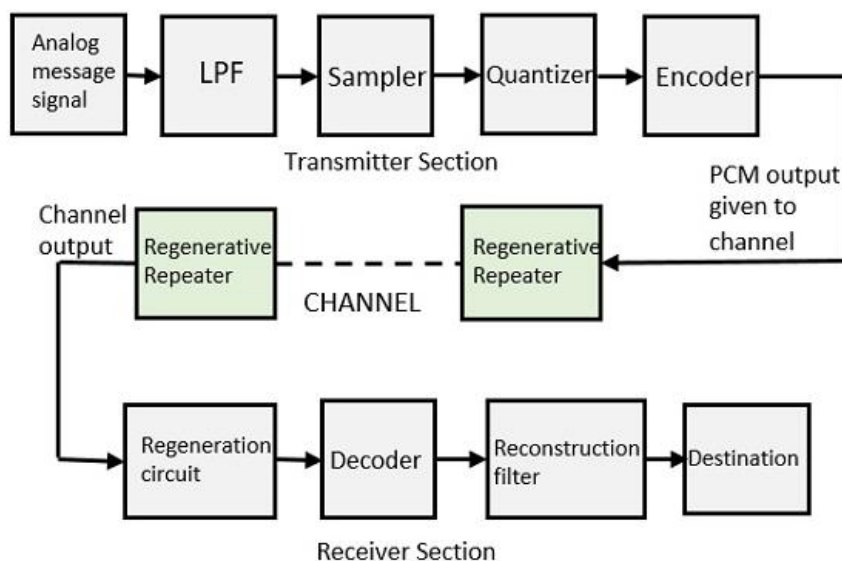 Analog
message
signal
LPF
Sampler
Quantizer
Encoder
Transmitter Section
PCM output
given to
channel
Channel
output
Regenerative
Repeater
CHANNEL
Regenerative
Repeater
Regeneration
circuit
Decoder
Reconstruction
filter
Destination
Receiver Section